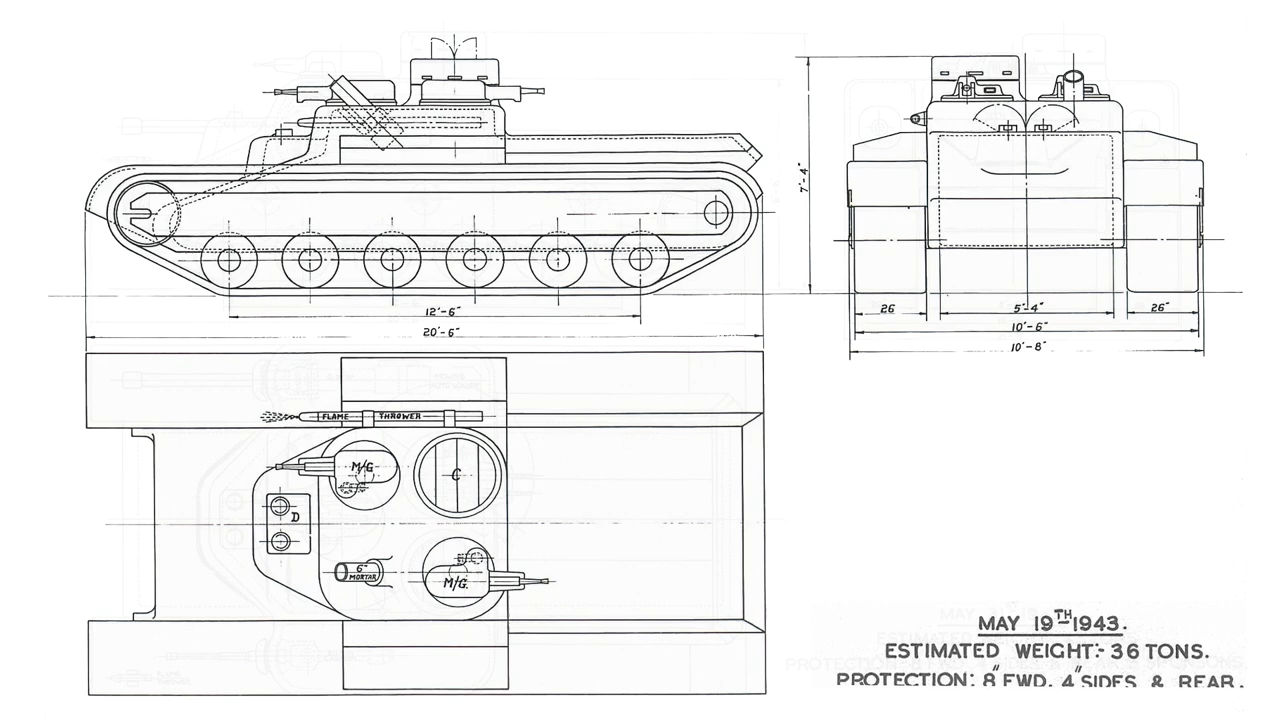 7'-4"
12'-6"
20'-6"
26
5'-4"
26"
10'-6"
10'-8"
FLAME THROWER
M/G
C
D
6"
MORTAR
M/G.
MAY 19TH 1943.
ESTIMATED WEIGHT:- 36 TONS.
PROTECTION: 8" FWD. 4" SIDES & REAR.